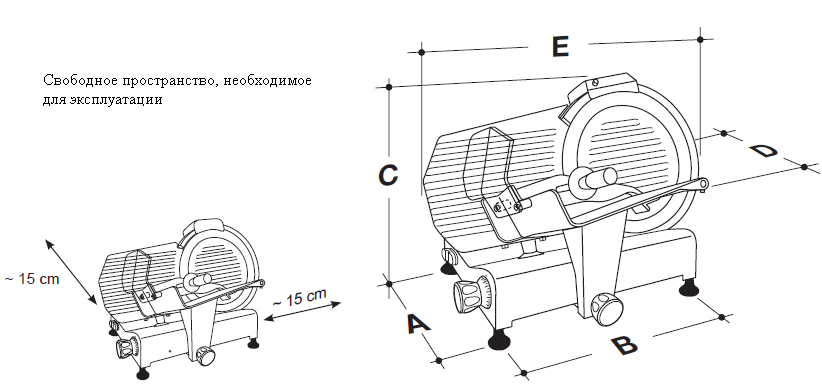 Свободное пространство, необходимое
для эксплуатации
E
C
D
~ 15 cm
~ 15 cm
A
B